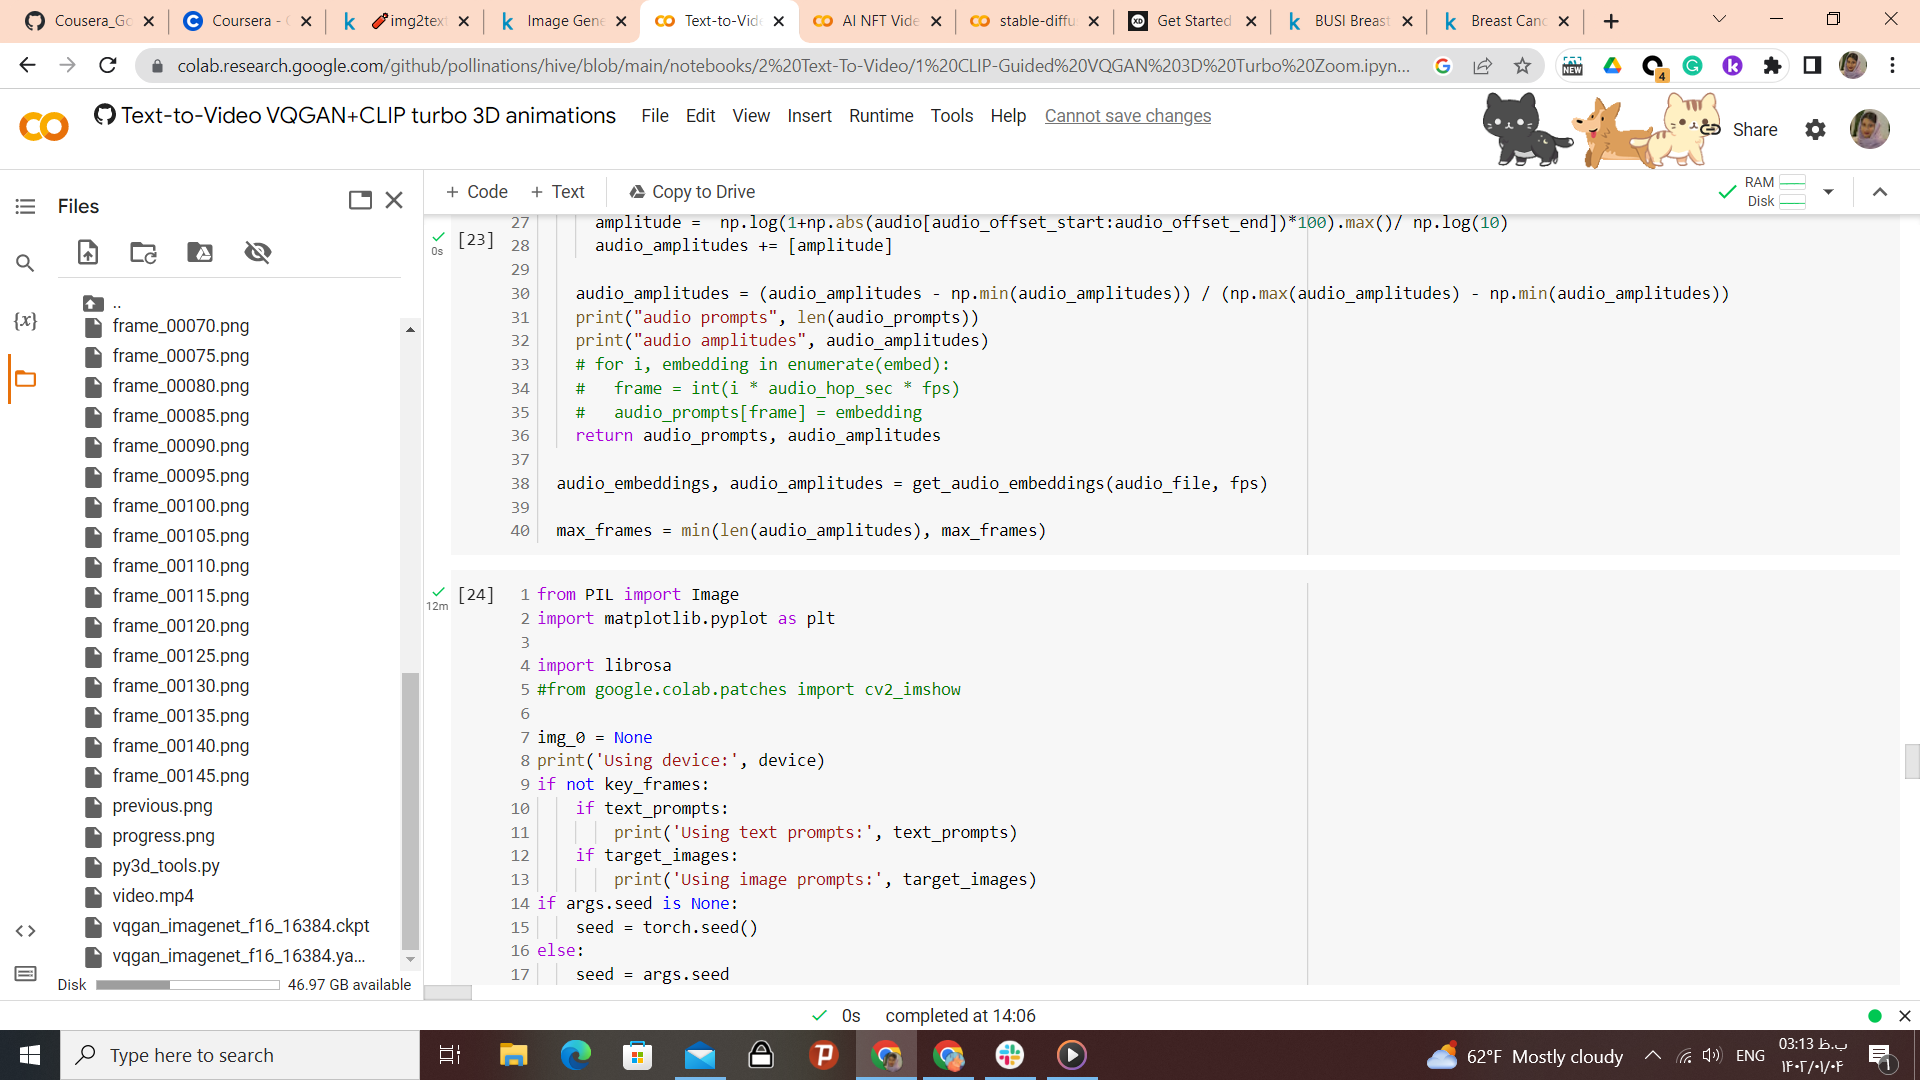 Cousera_Go
Coursera - C
img2text
Image Gene
Text-to-Vide
AI NFT Vide
stable-diffu
Get Started
BUSI Breast
Breast Canc
colab.research.google.com/github/pollinations/hive/blob/main/notebooks/2%20Text-To-Video/1%20CLIP-Guided%20VQGAN%203D%20Turbo%20Zoom.ipyn...
NEW
4
Text-to-Video VQGAN+CLIP turbo 3D animations
File Edit View Insert Runtime Tools Help Cannot save changes
Share
Files
+ Code + Text Copy to Drive
RAM
Disk
..
frame_00070.png
frame_00075.png
frame_00080.png
frame_00085.png
frame_00090.png
frame_00095.png
frame_00100.png
frame_00105.png
frame_00110.png
frame_00115.png
frame_00120.png
frame_00125.png
frame_00130.png
frame_00135.png
frame_00140.png
frame_00145.png
previous.png
progress.png
py3d_tools.py
video.mp4
vqgan_imagenet_f16_16384.ckpt
vqgan_imagenet_f16_16384.ya...
Disk 46.97 GB available
{x}
[23]
0s
27 amplitude = np.log(1+np.abs(audio[audio_offset_start:audio_offset_end])*100).max()/ np.log(10)
28 audio_amplitudes += [amplitude]
29
30 audio_amplitudes = (audio_amplitudes - np.min(audio_amplitudes)) / (np.max(audio_amplitudes) - np.min(audio_amplitudes))
31 print("audio prompts", len(audio_prompts))
32 print("audio amplitudes", audio_amplitudes)
33 # for i, embedding in enumerate(embed):
34 # frame = int(i * audio_hop_sec * fps)
35 # audio_prompts[frame] = embedding
36 return audio_prompts, audio_amplitudes
37
38 audio_embeddings, audio_amplitudes = get_audio_embeddings(audio_file, fps)
39
40 max_frames = min(len(audio_amplitudes), max_frames)
[24]
12m
1 from PIL import Image
2 import matplotlib.pyplot as plt
3
4 import librosa
5 #from google.colab.patches import cv2_imshow
6
7 img_0 = None
8 print('Using device:', device)
9 if not key_frames:
10 if text_prompts:
11 print('Using text prompts:', text_prompts)
12 if target_images:
13 print('Using image prompts:', target_images)
14 if args.seed is None:
15 seed = torch.seed()
16 else:
17 seed = args.seed
0s completed at 14:06
Type here to search
62°F Mostly cloudy
ENG
03:13 ب.ظ
۱۴۰۲/۰۱/۰۴
۱